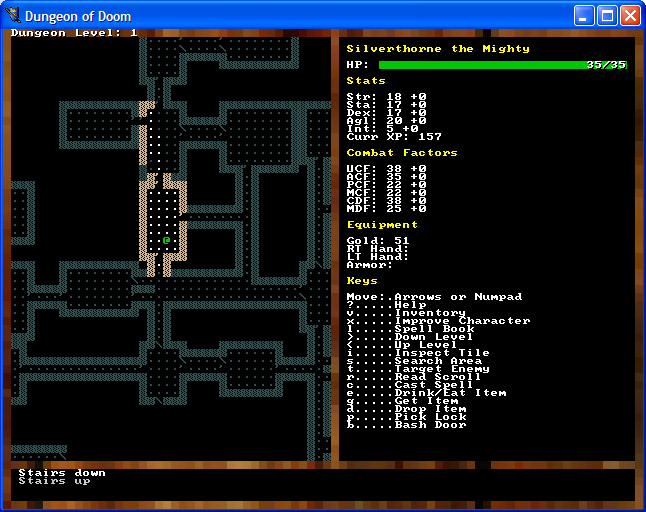 Dungeon of Doom
Dungeon Level: 1
Silverthorne the Mighty
HP: 35/35
Stats
Str: 18 +0
Sta: 17 +0
Dex: 17 +0
Agl: 20 +0
Int: 5 +0
Curr XP: 157
Combat Factors
UCF: 38 +0
ACF: 35 +0
PCF: 22 +0
MCF: 22 +0
CDF: 38 +0
MDF: 25 +0
Equipment
Gold: 51
RT Hand:
LT Hand:
Armor:
Keys
Move:.Arrows or Numpad
?.....Help
v.....Inventory
x.....Improve Character
l.....Spell Book
>.....Down Level
<.....Up Level
i.....Inspect Tile
s.....Search Area
t.....Target Enemy
r.....Read Scroll
c.....Cast Spell
e.....Drink/Eat Item
g.....Get Item
d.....Drop Item
p.....Pick Lock
b.....Bash Door
Stairs down
Stairs up